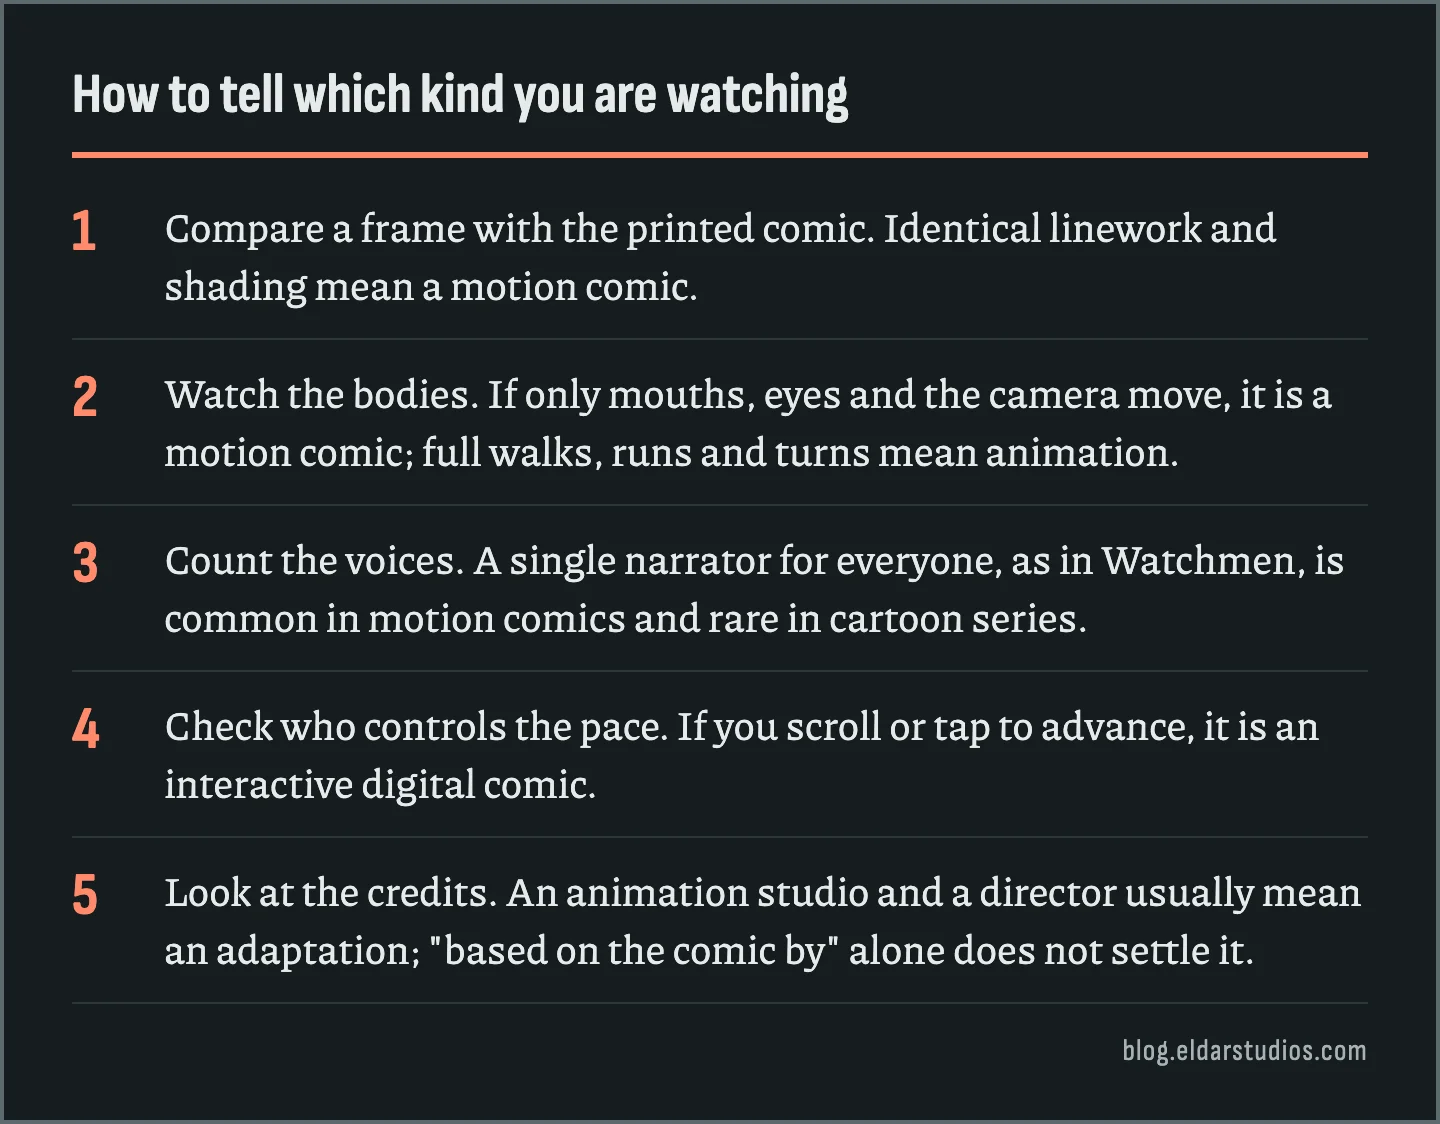 How to tell which kind you are watching
1 Compare a frame with the printed comic. Identical linework and
shading mean a motion comic.
2 Watch the bodies. If only mouths, eyes and the camera move, it is a
motion comic; full walks, runs and turns mean animation.
3 Count the voices. A single narrator for everyone, as in Watchmen, is
common in motion comics and rare in cartoon series.
4 Check who controls the pace. If you scroll or tap to advance, it is an
interactive digital comic.
5 Look at the credits. An animation studio and a director usually mean
an adaptation; "based on the comic by" alone does not settle it.
blog.eldarstudios.com